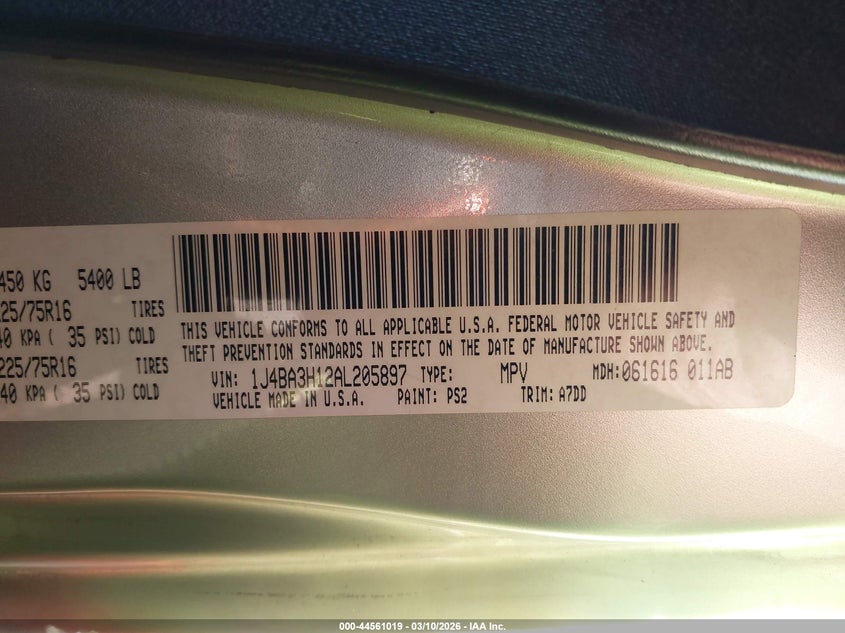 450 KG 5400 LB
225/75R16 TIRES
40 KPA ( 35 PSI) COLD
225/75R16 TIRES
40 KPA ( 35 PSI) COLD
THIS VEHICLE CONFORMS TO ALL APPLICABLE U.S.A. FEDERAL MOTOR VEHICLE SAFETY AND
THEFT PREVENTION STANDARDS IN EFFECT ON THE DATE OF MANUFACTURE SHOWN ABOVE.
VIN: 1J4BA3H12AL205897 TYPE: MPV MDH:061616 011AB
VEHICLE MADE IN U.S.A. PAINT: PS2 TRIM: A7DD
000-44561019 - 03/10/2026 - IAA Inc.